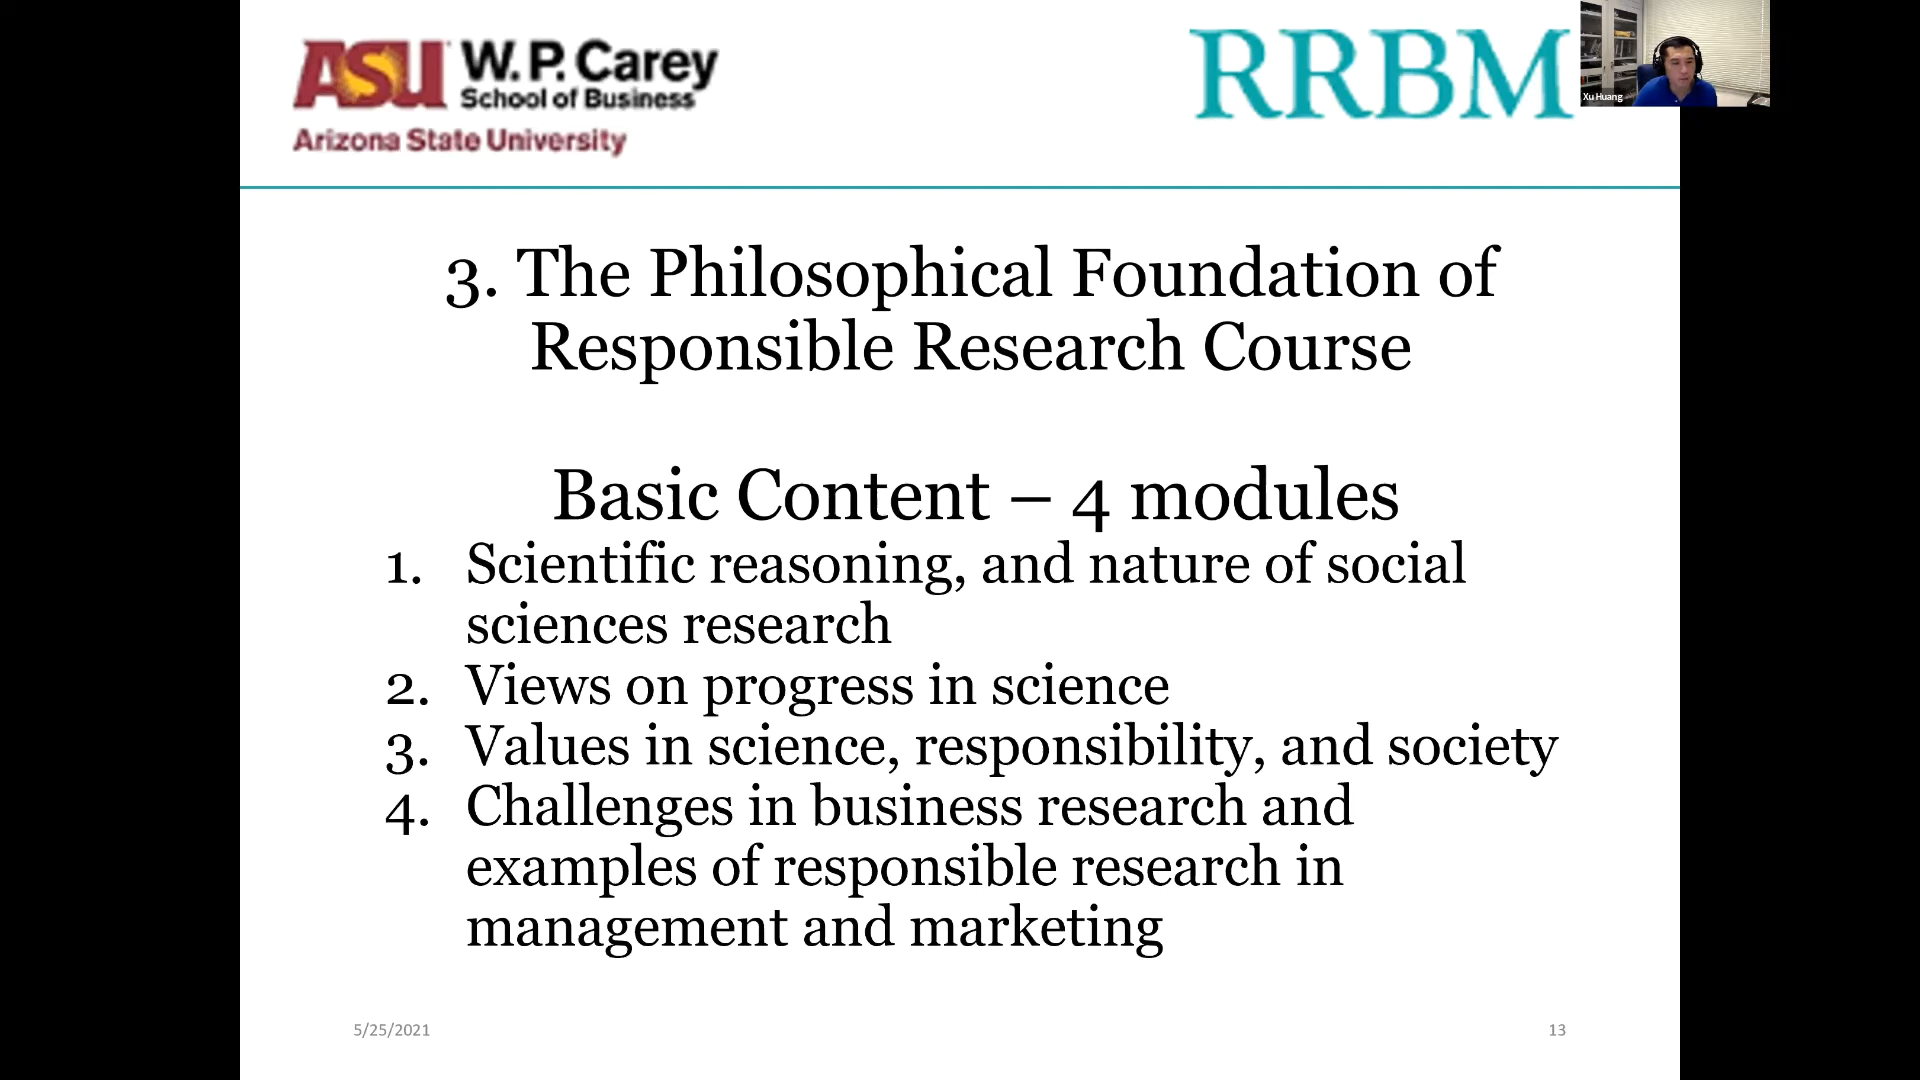 ASU W. P. Carey
School of Business
Arizona State University
RRBM
Xu Huang
3. The Philosophical Foundation of
Responsible Research Course
Basic Content – 4 modules
1. Scientific reasoning, and nature of social
sciences research
2. Views on progress in science
3. Values in science, responsibility, and society
4. Challenges in business research and
examples of responsible research in
management and marketing
5/25/2021
13